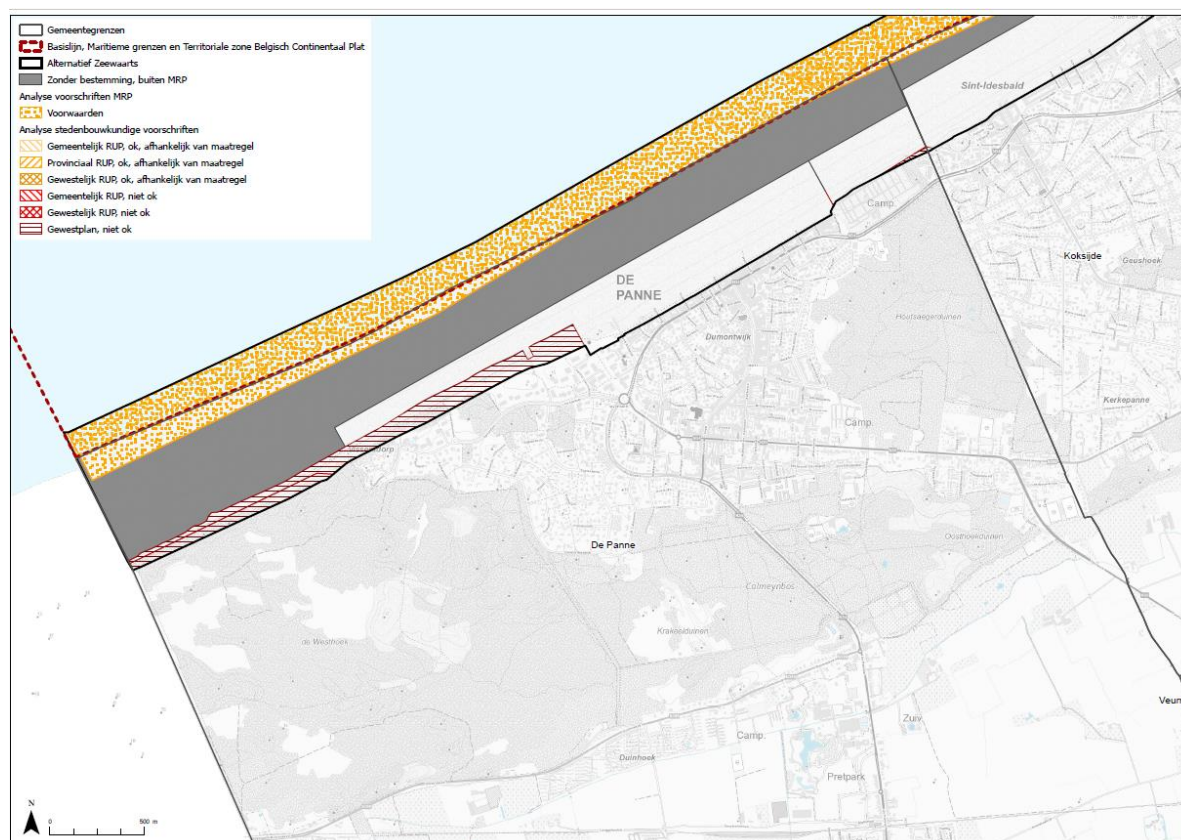 Gemeentegrenzen
Basislijn, Maritieme grenzen en Territoriale zone Belgisch Continentaal Plat
Alternatief Zeewaarts
Zonder bestemming, buiten MRP
Analyse voorschriften MRP
Voorwaarden
Analyse stedenbouwkundige voorschriften
Gemeentelijk RUP, ok, afhankelijk van maatregel
Provinciaal RUP, ok, afhankelijk van maatregel
Gewestelijk RUP, ok, afhankelijk van maatregel
Gemeentelijk RUP, niet ok
Gewestelijk RUP, niet ok
Gewestplan, niet ok
Sint-Idesbald
Camp.
Koksijde
Geushoek
DE
PANNE
Houtsaegerduinen
Dumontwijk
Kerkepanne
Camp.
De Panne
Oosthoekduinen
Calmeynbos
Krakeelduinen
de Westhoek
Zuiv.
Camp.
Duinhoek
Pretpark
N
0 500 m